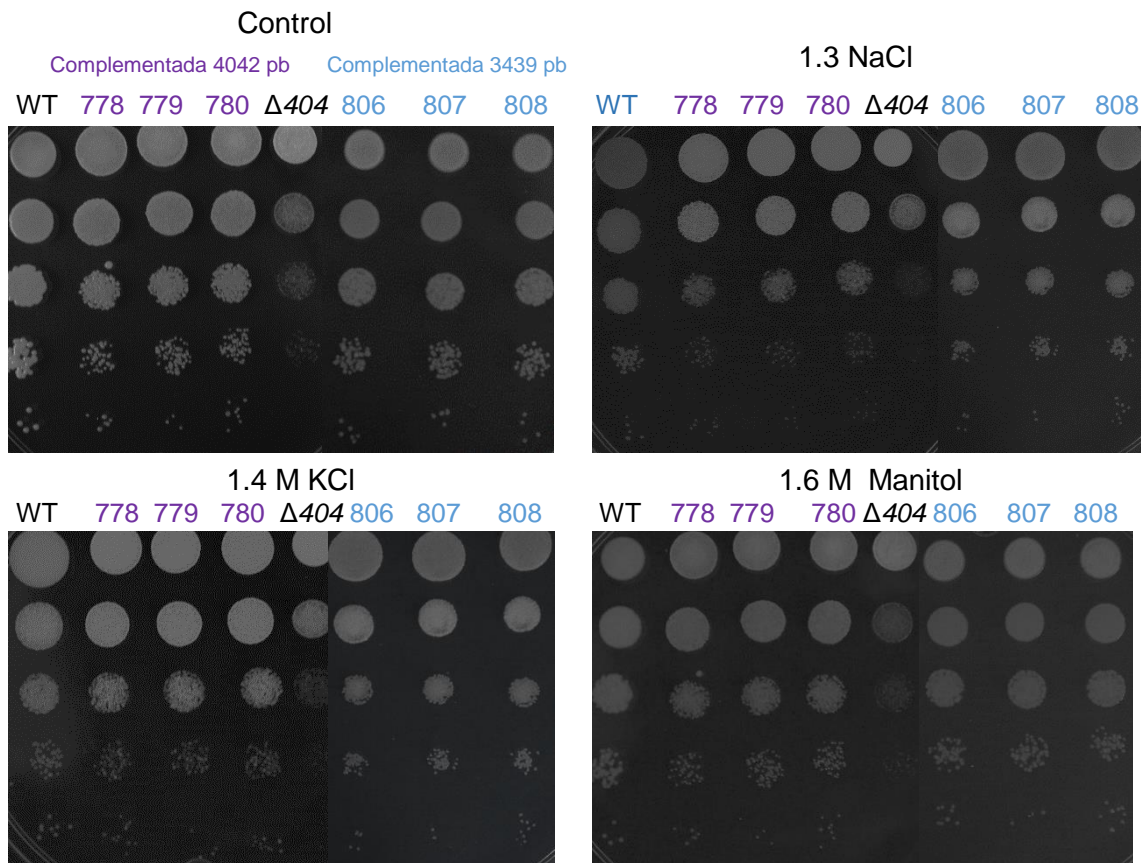 Control
Complementada 4042 pb Complementada 3439 pb
WT 778 779 780 Δ404 806 807 808
1.3 NaCl
WT 778 779 780 Δ404 806 807 808
1.4 M KCl
WT 778 779 780 Δ404 806 807 808
1.6 M Manitol
WT 778 779 780 Δ404 806 807 808